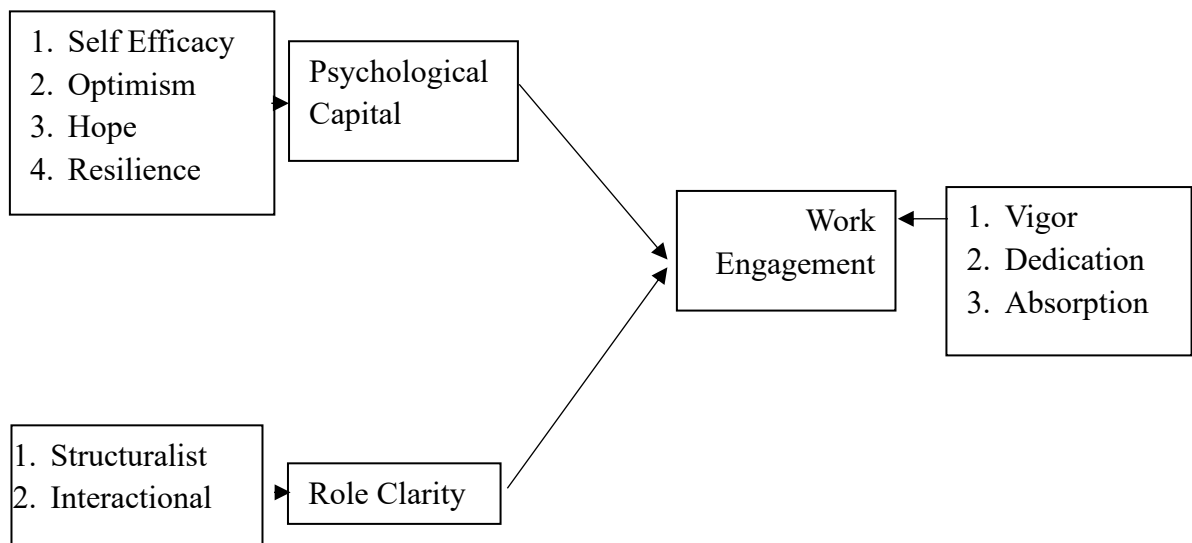 1. Self Efficacy
2. Optimism
3. Hope
4. Resilience
Psychological
Capital
Work
Engagement
1. Vigor
2. Dedication
3. Absorption
1. Structuralist
2. Interactional
Role Clarity